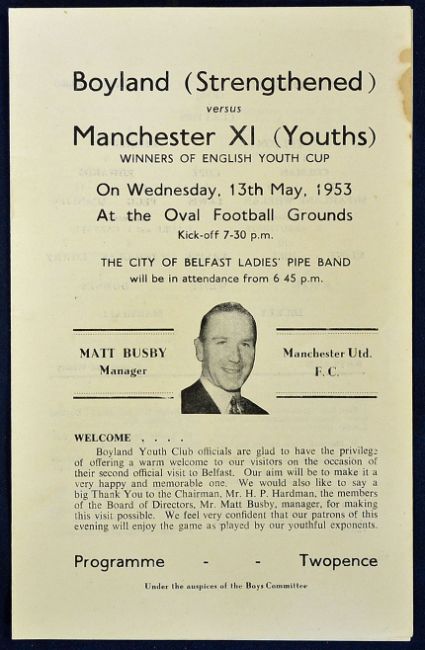 Boyland (Strengthened)
versus
Manchester XI (Youths)
WINNERS OF ENGLISH YOUTH CUP
On Wednesday, 13th May, 1953
At the Oval Football Grounds
Kick-off 7-30 p.m.
THE CITY OF BELFAST LADIES' PIPE BAND
will be in attendance from 6 45 p.m.
MATT BUSBY
Manager
Manchester Utd.
F. C.
WELCOME . . . .
Boyland Youth Club officials are glad to have the privilege
of offering a warm welcome to our visitors on the occasion of
their second official visit to Belfast. Our aim will be to make it a
very happy and memorable one. We would also like to say a
big Thank You to the Chairman, Mr. H. P. Hardman, the members
of the Board of Directors, Mr. Matt Busby, manager, for making
this visit possible. We feel very confident that our patrons of this
evening will enjoy the game as played by our youthful exponents.
Programme - - Twopence
Under the auspices of the Boys Committee